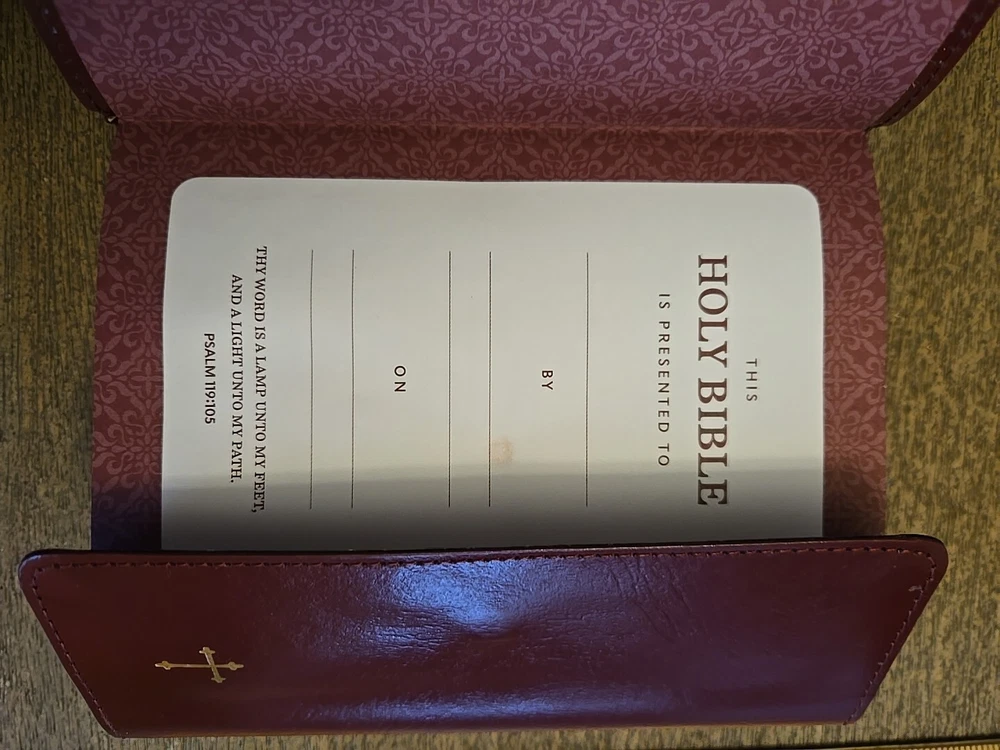 THIS
HOLY BIBLE
IS PRESENTED TO
BY
ON
THY WORD IS A LAMP UNTO MY FEET,
AND A LIGHT UNTO MY PATH.
PSALM 119:105